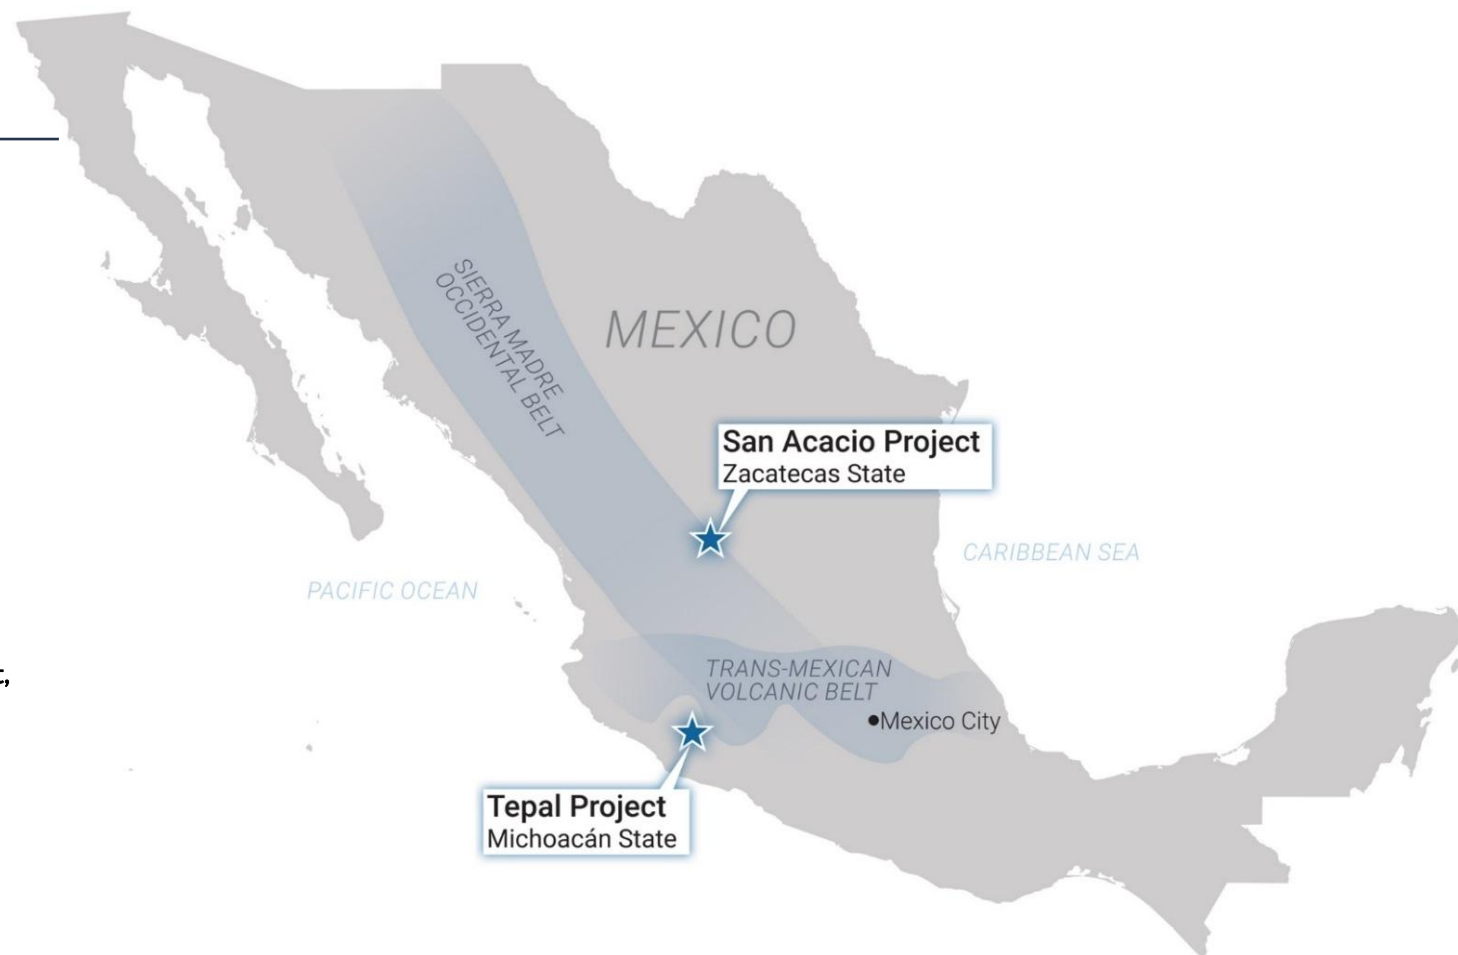 SIERRA MADRE
OCCIDENTAL BELT
MEXICO
San Acacio Project
Zacatecas State
CARIBBEAN SEA
PACIFIC OCEAN
TRANS-MEXICAN
VOLCANIC BELT
Mexico City
Tepal Project
Michoacán State